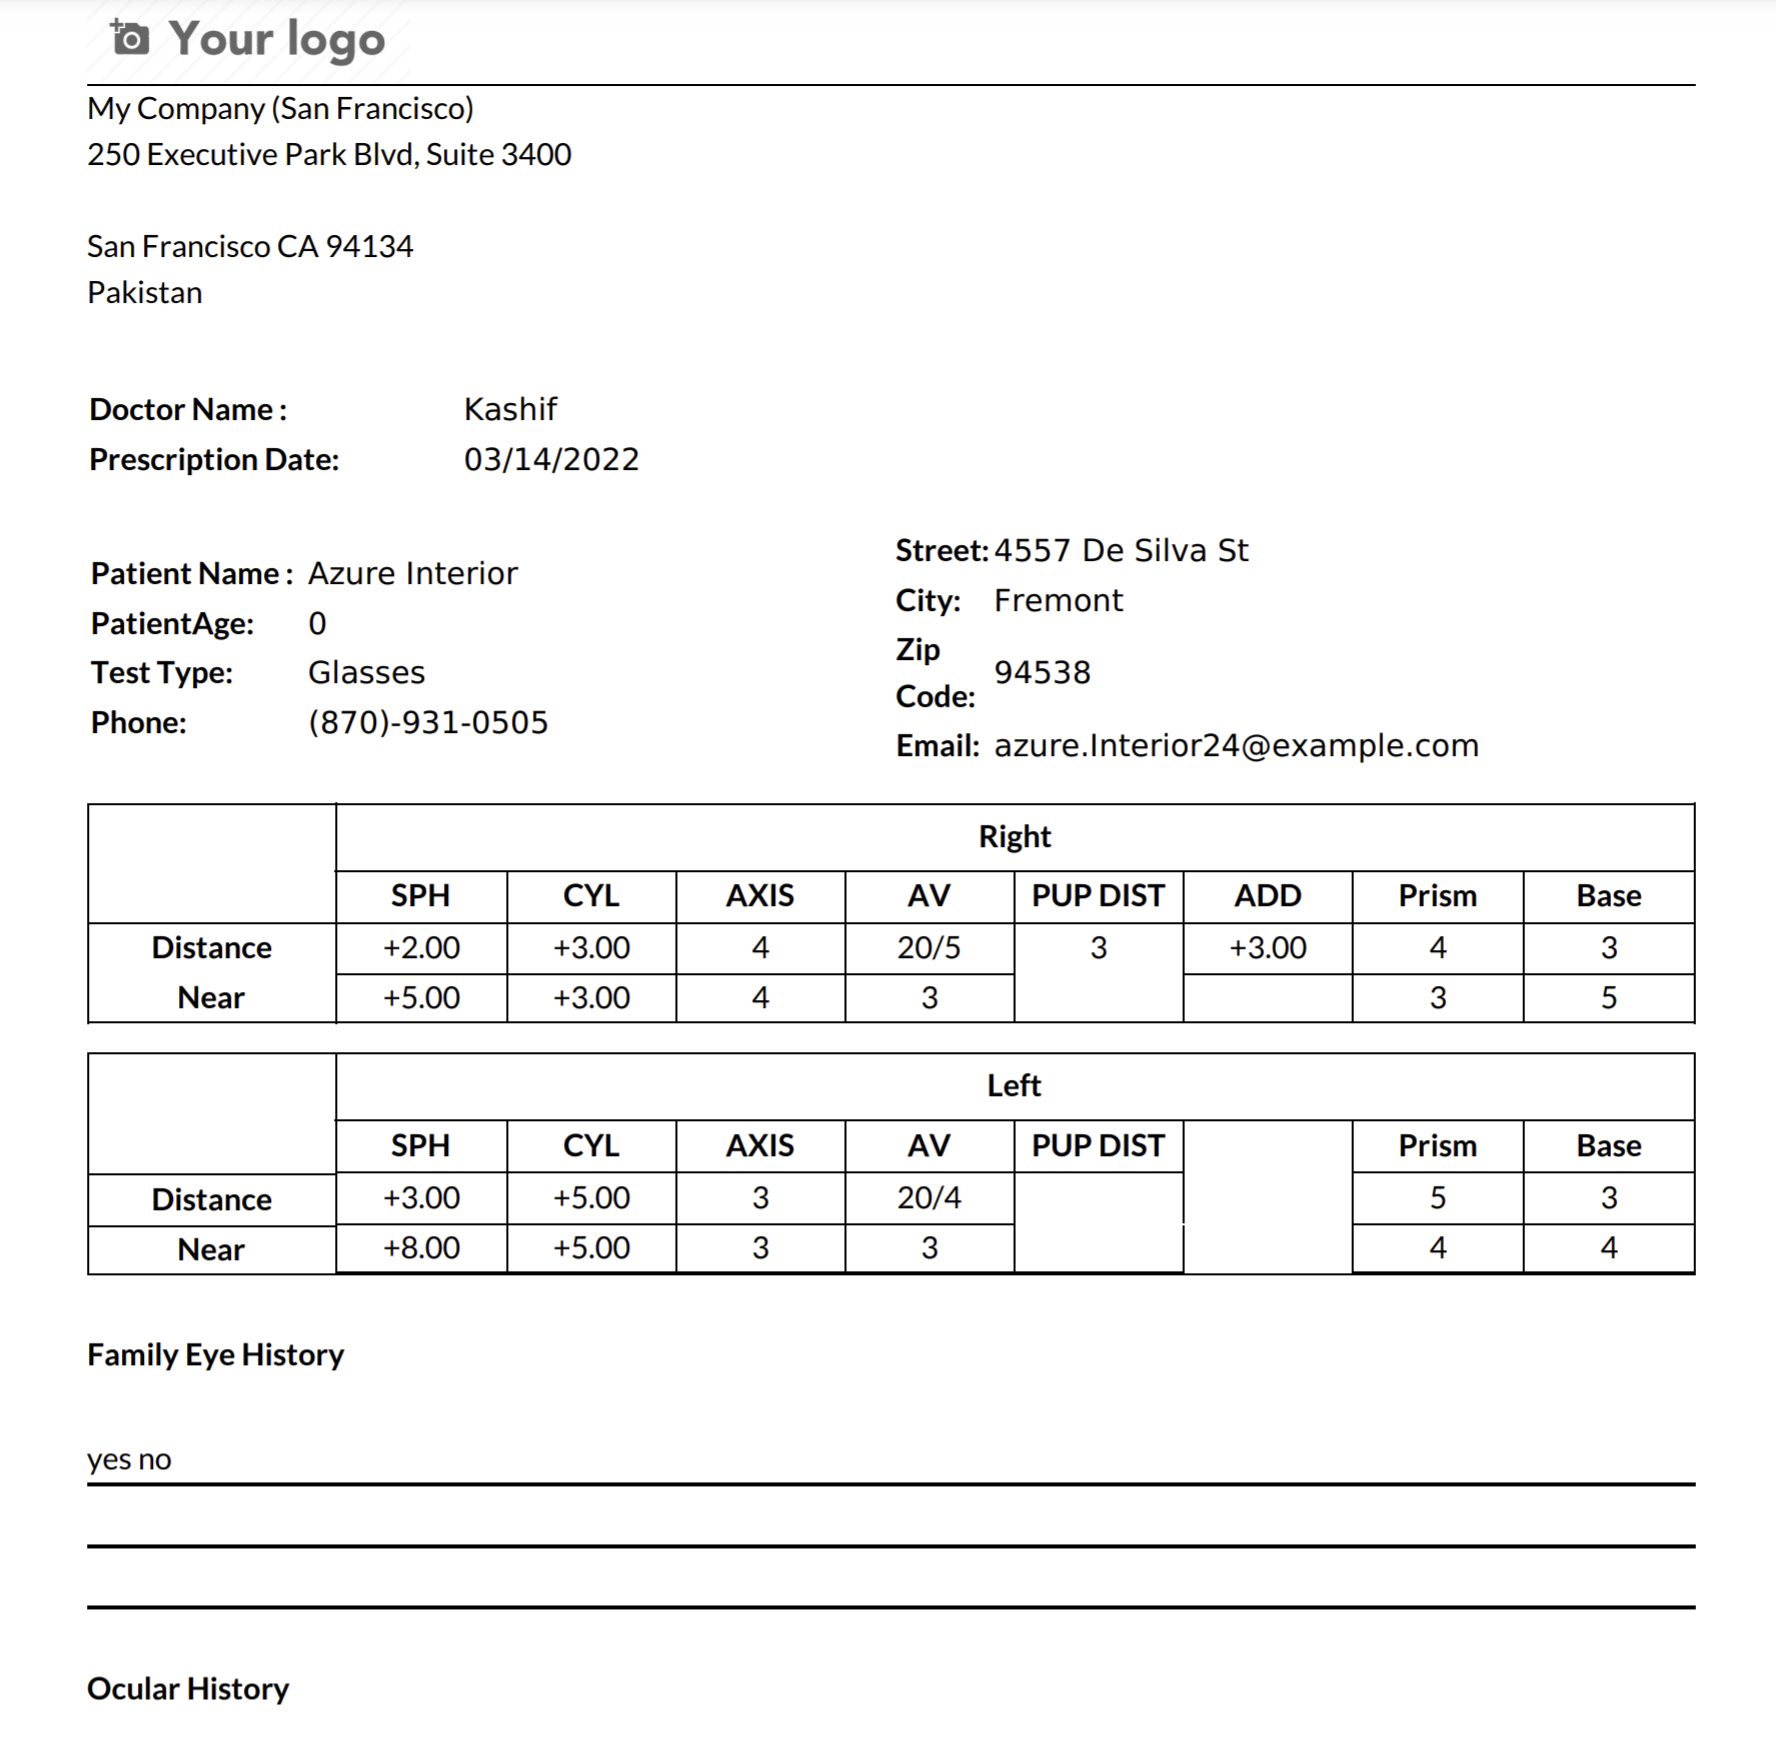 Your logo
My Company (San Francisco)
250 Executive Park Blvd, Suite 3400
San Francisco CA 94134
Pakistan
Doctor Name : Kashif
Prescription Date: 03/14/2022
Patient Name : Azure Interior
PatientAge: 0
Test Type: Glasses
Phone: (870)-931-0505
Street: 4557 De Silva St
City: Fremont
Zip
Code: 94538
Email: azure.Interior24@example.com
Right
SPH CYL AXIS AV PUP DIST ADD Prism Base
Distance +2.00 +3.00 4 20/5 3 +3.00 4 3
Near +5.00 +3.00 4 3 3 5
Left
SPH CYL AXIS AV PUP DIST Prism Base
Distance +3.00 +5.00 3 20/4 5 3
Near +8.00 +5.00 3 3 4 4
Family Eye History
yes no
Ocular History